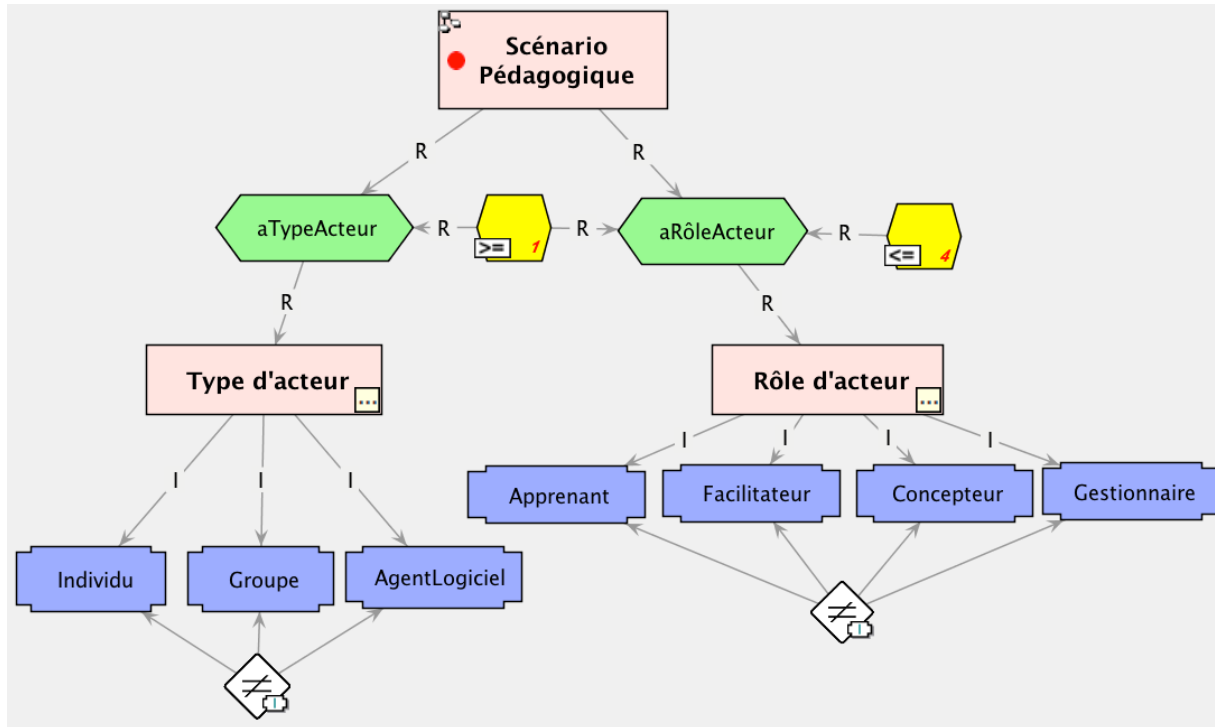 Scénario
Pédagogique
R
R
aTypeActeur
R
>=
1
R
aRôleActeur
R
<=
4
R
R
Type d'acteur
...
Rôle d'acteur
...
I
I
I
I
I
I
I
Apprenant
Facilitateur
Concepteur
Gestionnaire
Individu
Groupe
AgentLogiciel
≠
I
≠
I